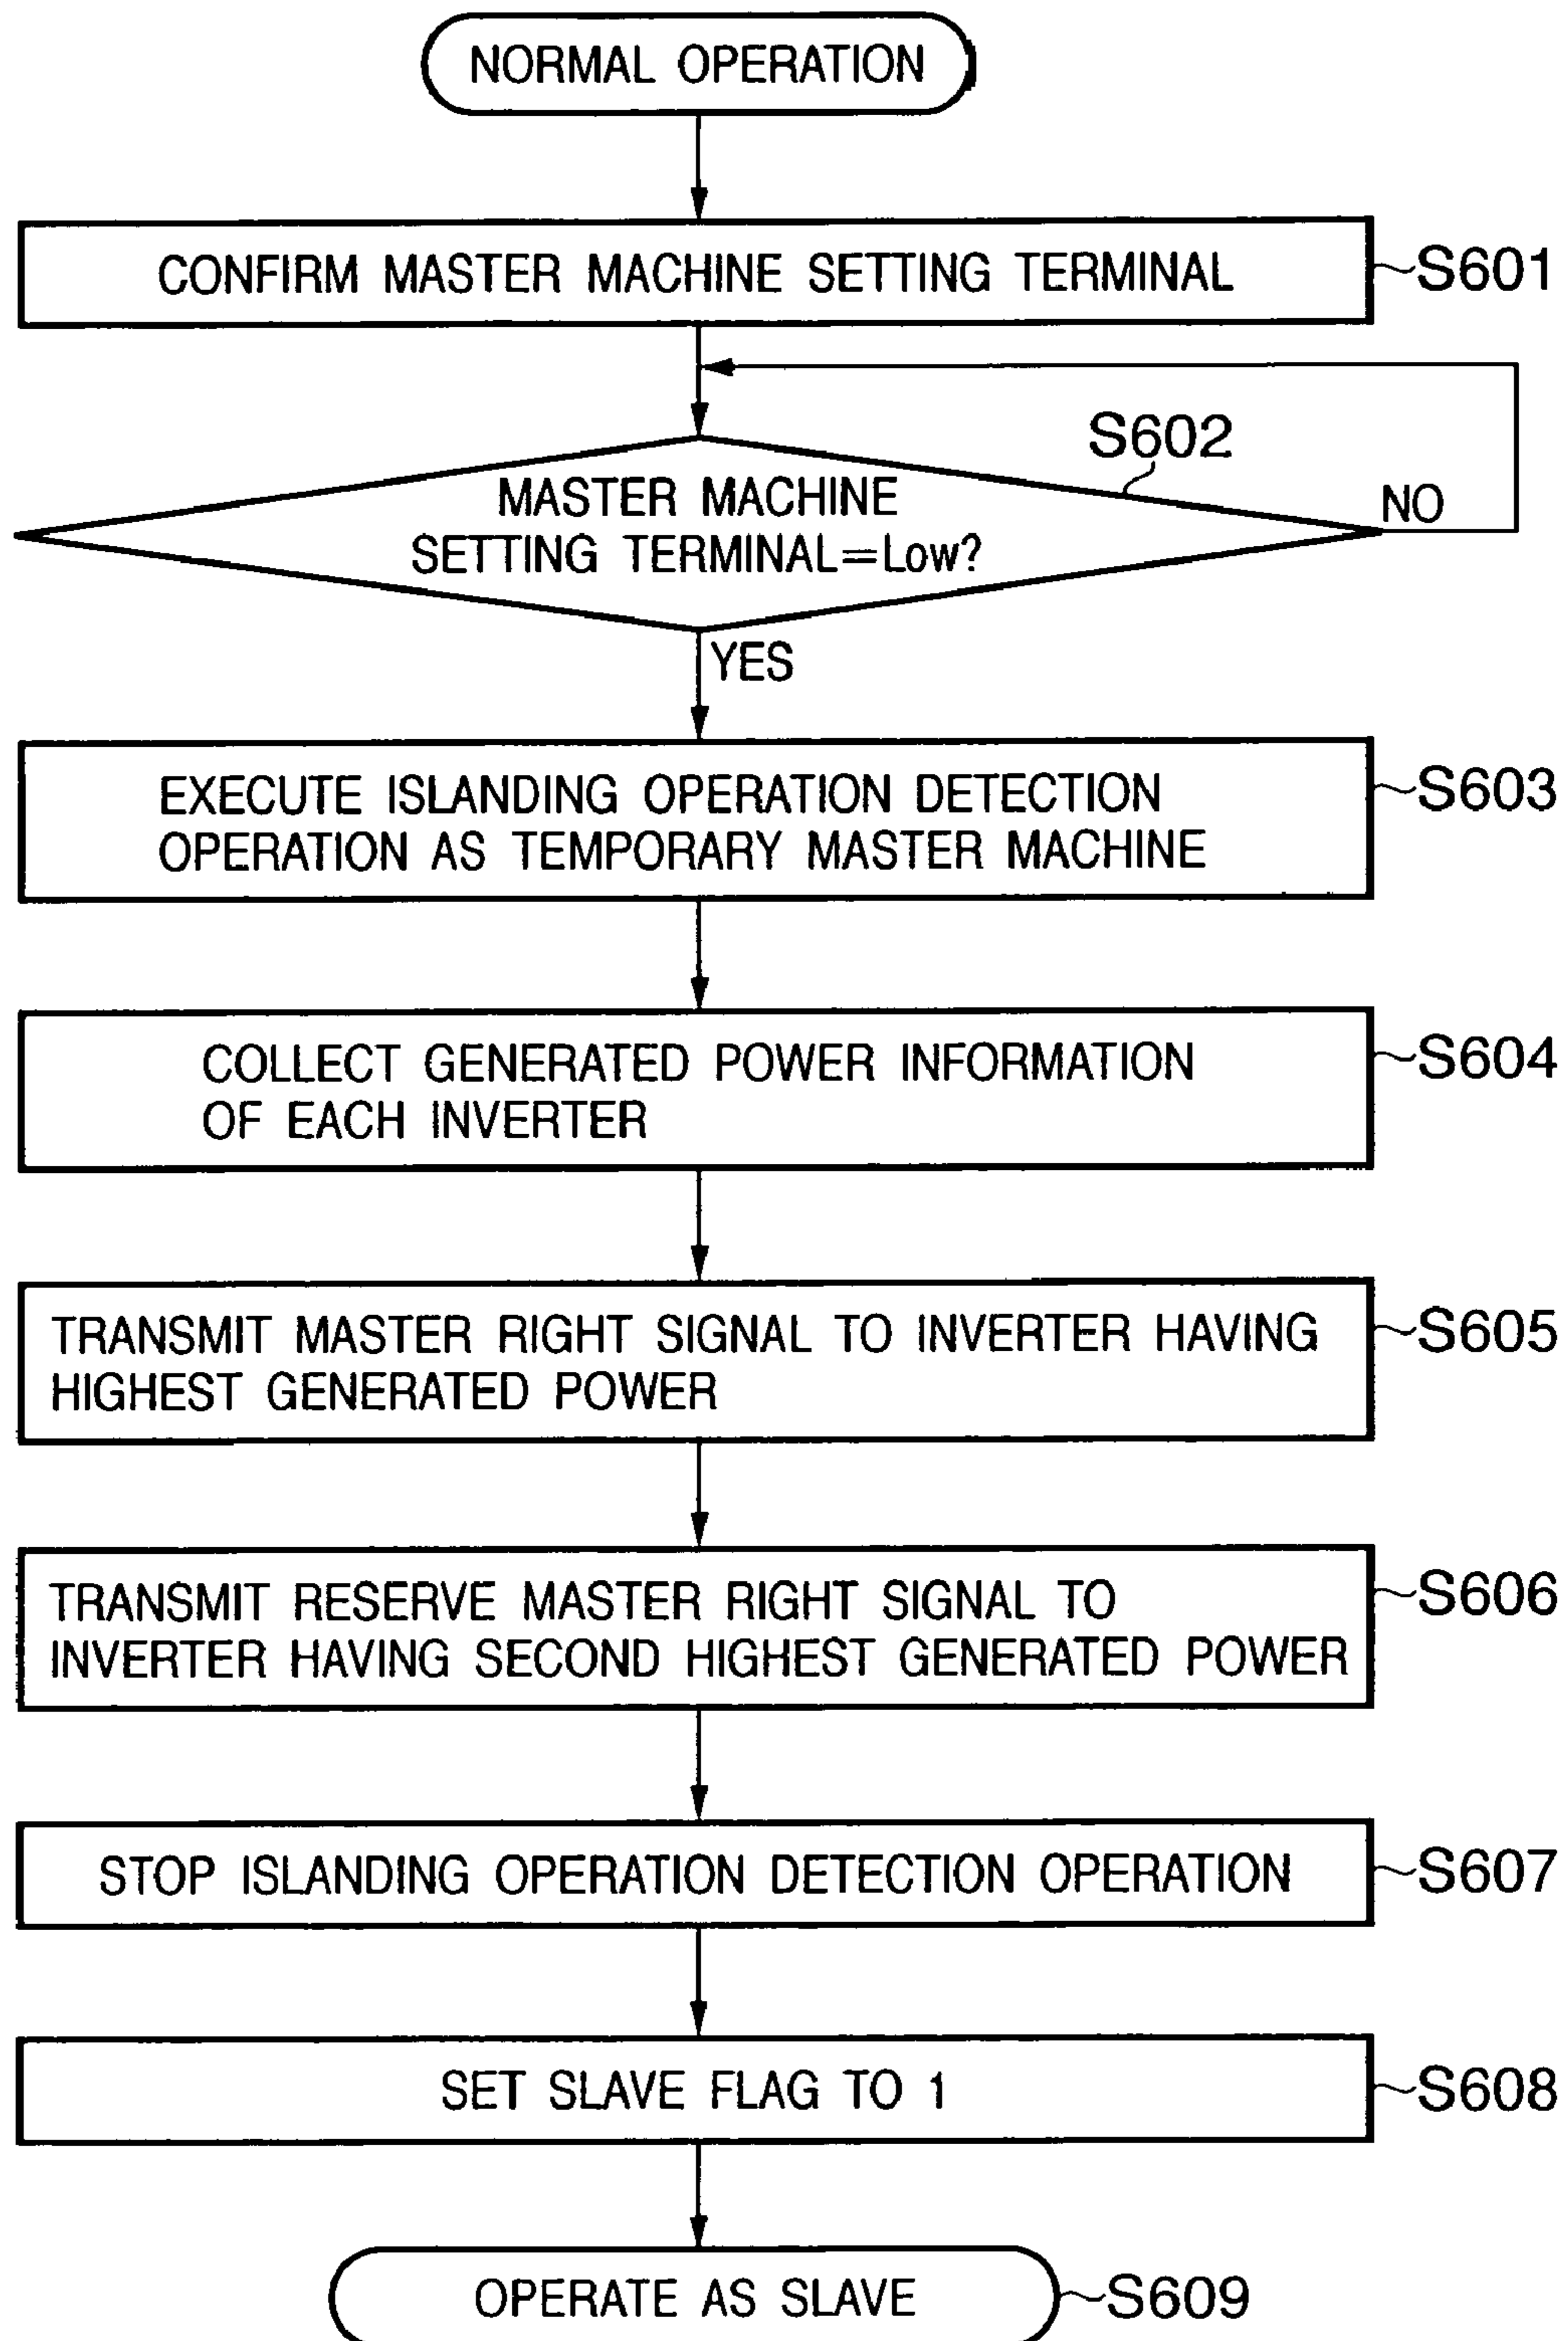 NORMAL OPERATION
CONFIRM MASTER MACHINE SETTING TERMINAL
S601
S602
MASTER MACHINE
SETTING TERMINAL=Low?
NO
YES
EXECUTE ISLANDING OPERATION DETECTION
OPERATION AS TEMPORARY MASTER MACHINE
S603
COLLECT GENERATED POWER INFORMATION
OF EACH INVERTER
S604
TRANSMIT MASTER RIGHT SIGNAL TO INVERTER HAVING
HIGHEST GENERATED POWER
S605
TRANSMIT RESERVE MASTER RIGHT SIGNAL TO
INVERTER HAVING SECOND HIGHEST GENERATED POWER
S606
STOP ISLANDING OPERATION DETECTION OPERATION
S607
SET SLAVE FLAG TO 1
S608
OPERATE AS SLAVE
S609